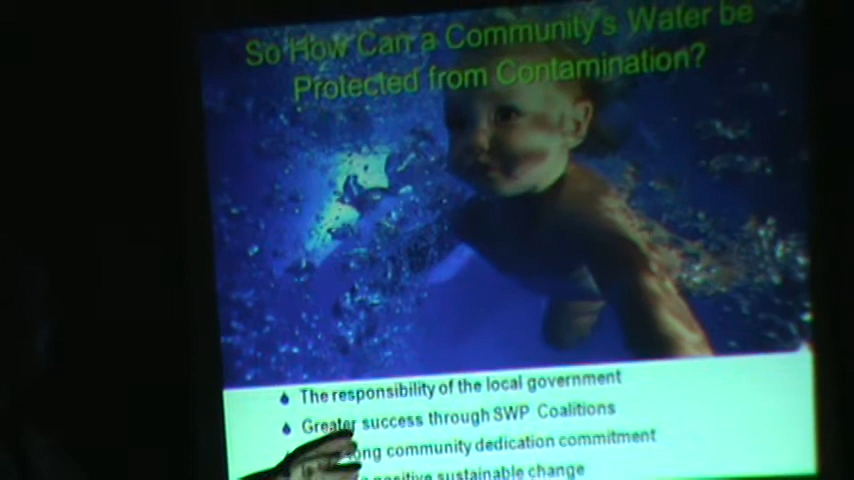 So How Can a Community's Water be
Protected from Contamination?
The responsibility of the local government
Greater success through SWP Coalitions
community dedication commitment
positive sustainable change